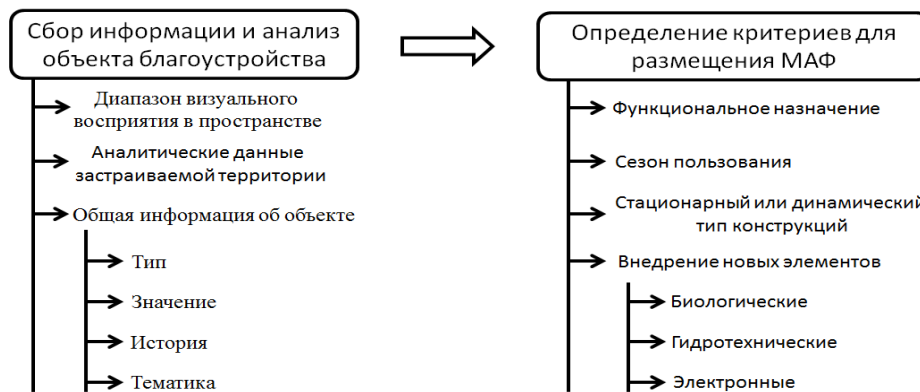 Сбор информации и анализ
объекта благоустройства
Диапазон визуального
восприятия в пространстве
Аналитические данные
застраиваемой территории
Общая информация об объекте
Тип
Значение
История
Тематика
Определение критериев для
размещения МАФ
Функциональное назначение
Сезон пользования
Стационарный или динамический
тип конструкций
Внедрение новых элементов
Биологические
Гидротехнические
Электронные